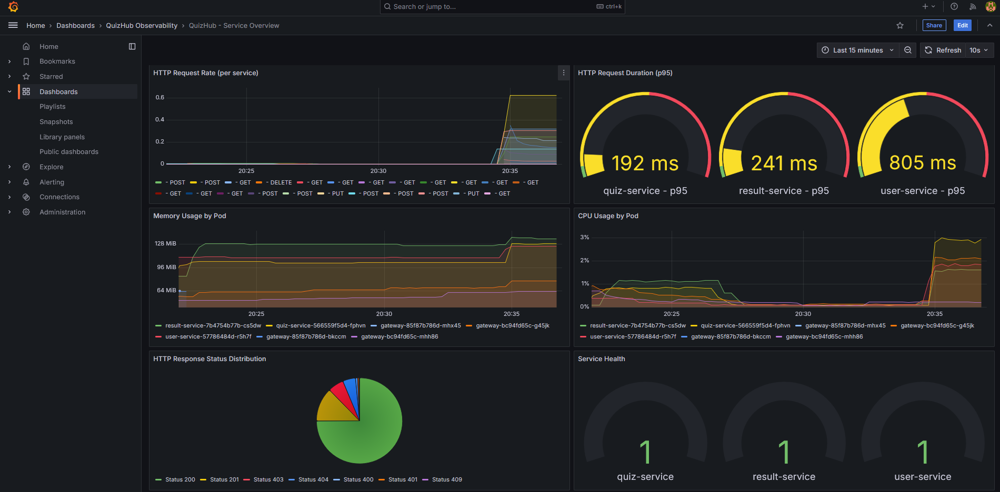 Search or jump to...
ctrl+k
Home › Dashboards › QuizHub Observability › QuizHub - Service Overview
Share
Edit
Home
Bookmarks
Starred
Dashboards
Playlists
Snapshots
Library panels
Public dashboards
Explore
Alerting
Connections
Administration
Last 15 minutes
Refresh
10s
HTTP Request Rate (per service)
0.6
0.4
0.2
0
20:25 20:30 20:35
- POST - POST - GET - DELETE - GET - GET - GET - GET - GET - GET - GET - GET
- GET - GET - GET - POST - POST - PUT - POST - POST - POST - PUT - GET
HTTP Request Duration (p95)
192 ms
quiz-service - p95
241 ms
result-service - p95
805 ms
user-service - p95
Memory Usage by Pod
128 MiB
96 MiB
64 MiB
20:25 20:30 20:35
result-service-7b4754b77b-cs5dw quiz-service-566559f5d4-fphvn gateway-85f87b786d-mhx45 gateway-bc94fd65c-g45jk
user-service-57786484d-r5h7f gateway-85f87b786d-bkccm gateway-bc94fd65c-mhh86
CPU Usage by Pod
3%
2%
1%
0%
20:25 20:30 20:35
result-service-7b4754b77b-cs5dw quiz-service-566559f5d4-fphvn gateway-85f87b786d-mhx45 gateway-bc94fd65c-g45jk
user-service-57786484d-r5h7f gateway-85f87b786d-bkccm gateway-bc94fd65c-mhh86
HTTP Response Status Distribution
Status 200 Status 201 Status 403 Status 404 Status 400 Status 401 Status 409
Service Health
1
quiz-service
1
result-service
1
user-service